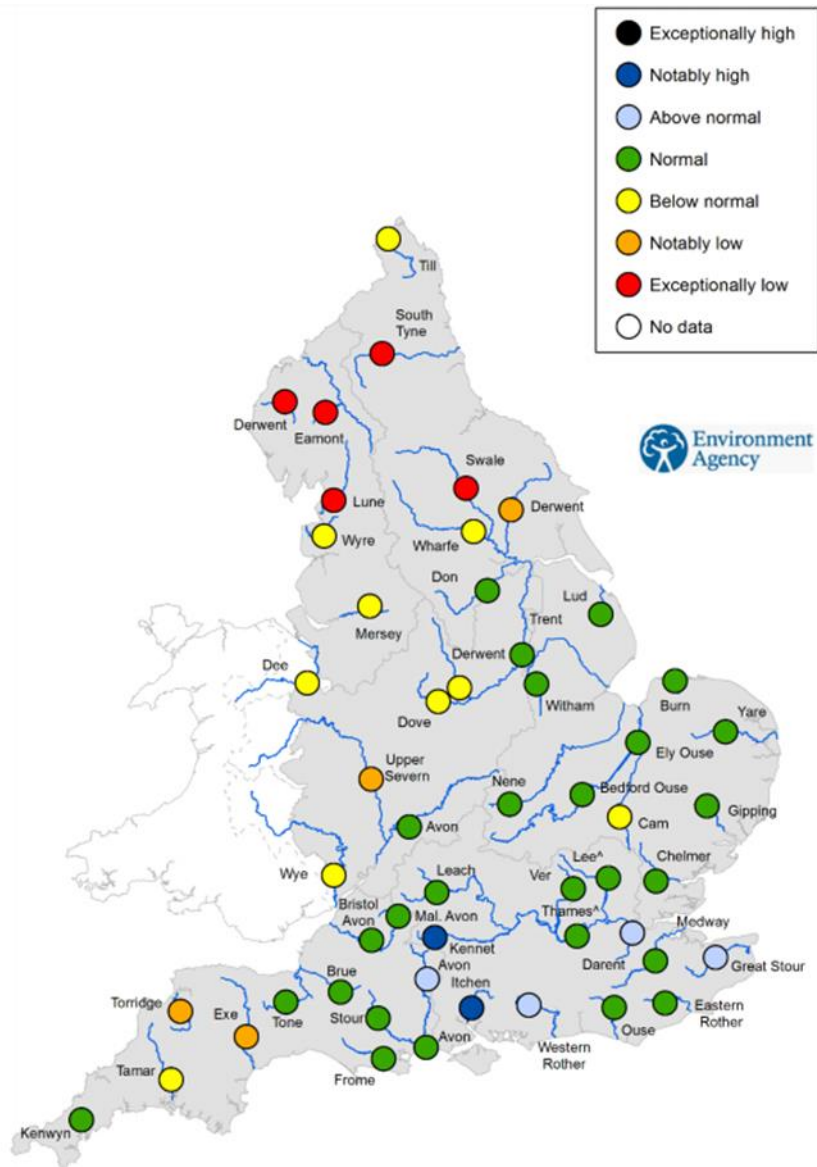 Exceptionally high
Notably high
Above normal
Normal
Below normal
Notably low
Exceptionally low
No data
Environment
Agency
Till
South
Tyne
Derwent
Eamont
Swale
Lune
Derwent
Wyre
Wharfe
Don
Lud
Mersey
Trent
Derwent
Dee
Witham
Burn
Dove
Yare
Ely Ouse
Upper
Severn
Nene
Bedford Ouse
Gipping
Avon
Cam
Wye
Leach
Lee^
Ver
Chelmer
Bristol
Avon
Mal. Avon
Thames^
Medway
Kennet
Darent
Great Stour
Avon
Brue
Itchen
Torridge
Exe
Tone
Stour
Eastern
Rother
Ouse
Avon
Western
Rother
Frome
Tamar
Kenwyn